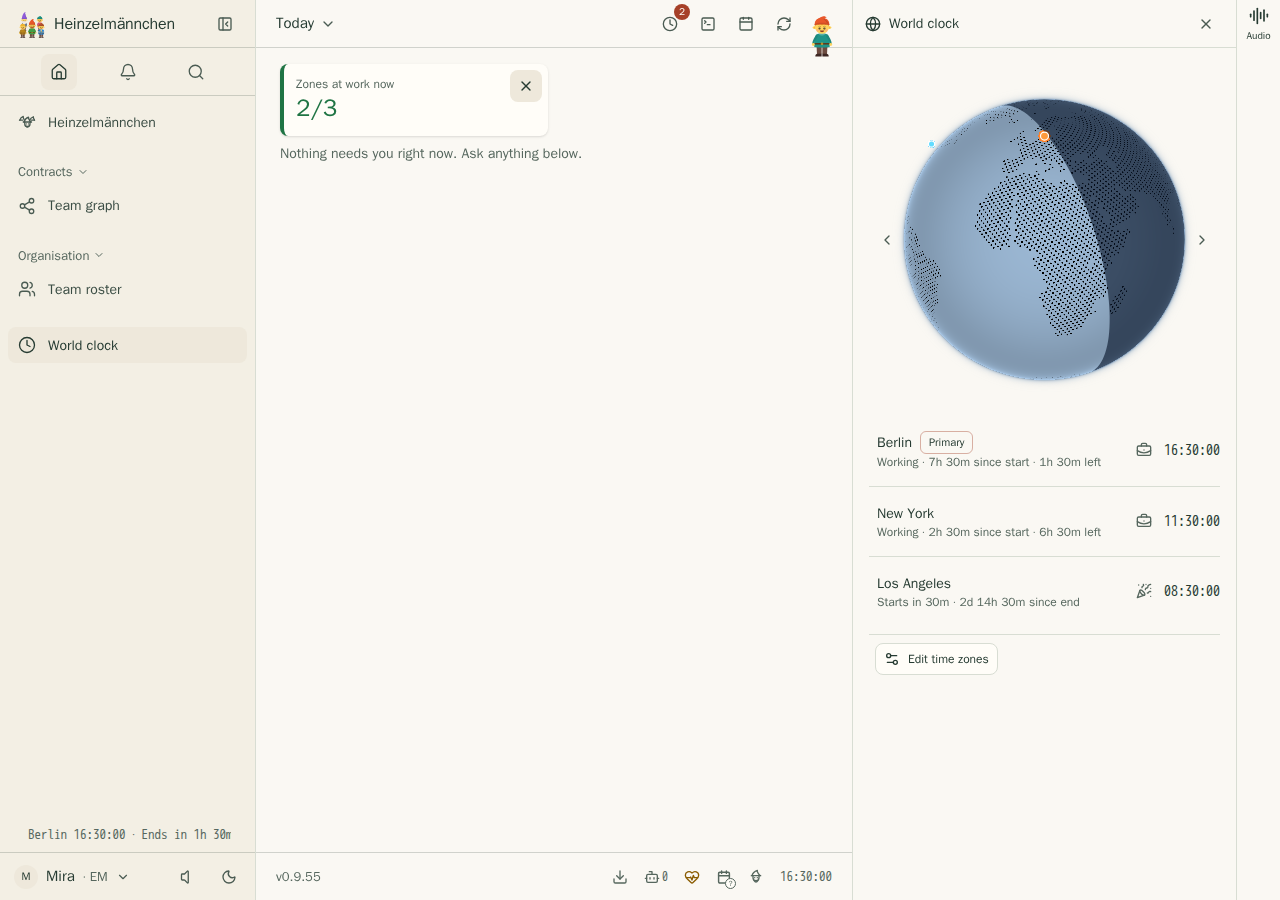 Heinzelmännchen
Heinzelmännchen
Contracts
Team graph
Organisation
Team roster
World clock
Berlin 16:30:00 · Ends in 1h 30m
M
Mira · EM
Today
2
Zones at work now
2/3
Nothing needs you right now. Ask anything below.
v0.9.55
0
?
16:30:00
World clock
Berlin Primary
16:30:00
Working · 7h 30m since start · 1h 30m left
New York
11:30:00
Working · 2h 30m since start · 6h 30m left
Los Angeles
08:30:00
Starts in 30m · 2d 14h 30m since end
Edit time zones
Audio